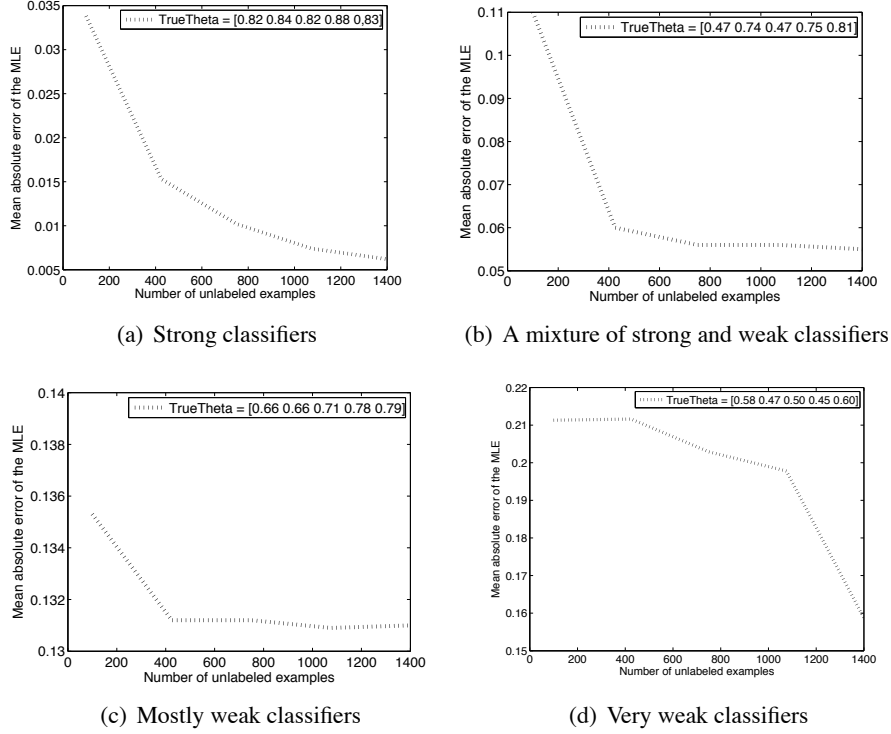 TrueTheta = [0.82 0.84 0.82 0.88 0,83]
0.035
0.03
0.025
0.02
0.015
0.01
0.005
Mean absolute error of the MLE
0 200 400 600 800 1000 1200 1400
Number of unlabeled examples
(a) Strong classifiers
TrueTheta = [0.47 0.74 0.47 0.75 0.81]
0.11
0.1
0.09
0.08
0.07
0.06
0.05
Mean absolute error of the MLE
0 200 400 600 800 1000 1200 1400
Number of unlabeled examples
(b) A mixture of strong and weak classifiers
TrueTheta = [0.66 0.66 0.71 0.78 0.79]
0.14
0.138
0.136
0.134
0.131
0.13
Mean absolute error of the MLE
0 200 400 600 800 1000 1200 1400
Number of unlabeled examples
(c) Mostly weak classifiers
TrueTheta = [0.58 0.47 0.50 0.45 0.60]
0.22
0.21
0.2
0.19
0.18
0.17
0.16
0.15
Mean absolute error of the MLE
0 200 400 600 800 1000 1200 1400
Number of unlabeled examples
(d) Very weak classifiers